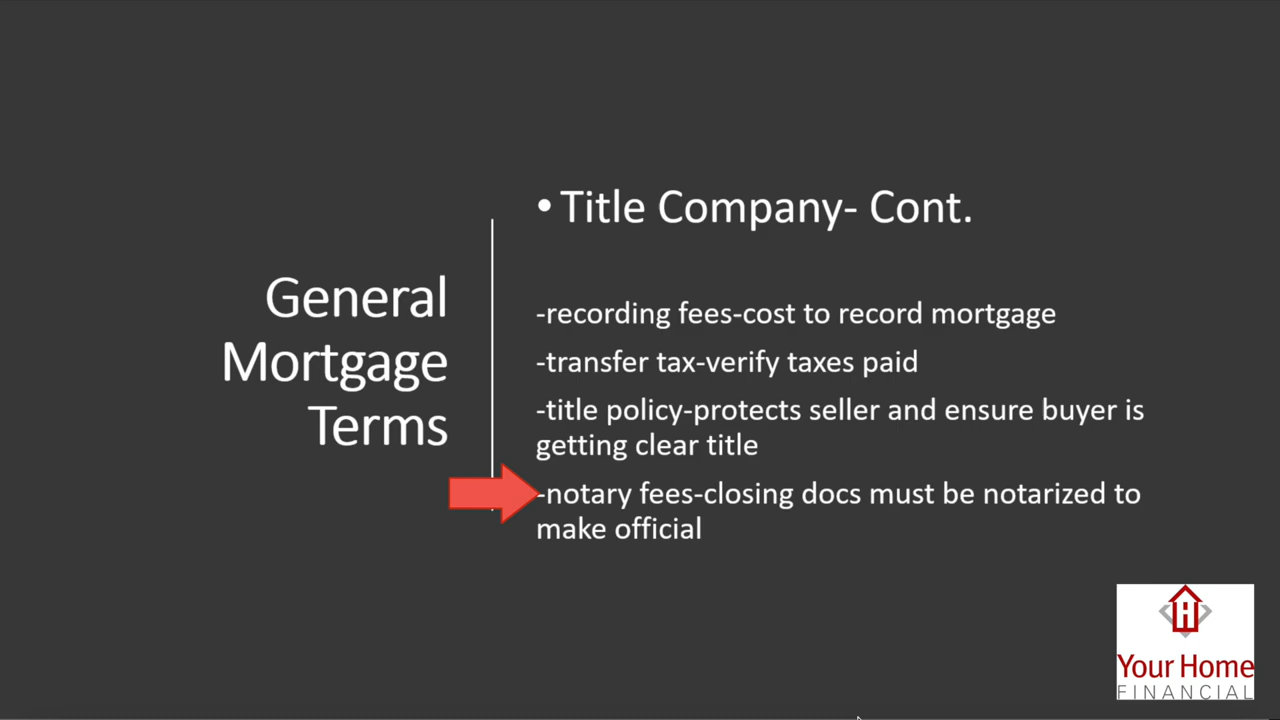 General
Mortgage
Terms
• Title Company- Cont.
-recording fees-cost to record mortgage
-transfer tax-verify taxes paid
-title policy-protects seller and ensure buyer is
getting clear title
-notary fees-closing docs must be notarized to
make official
H
Your Home
FINANCIAL